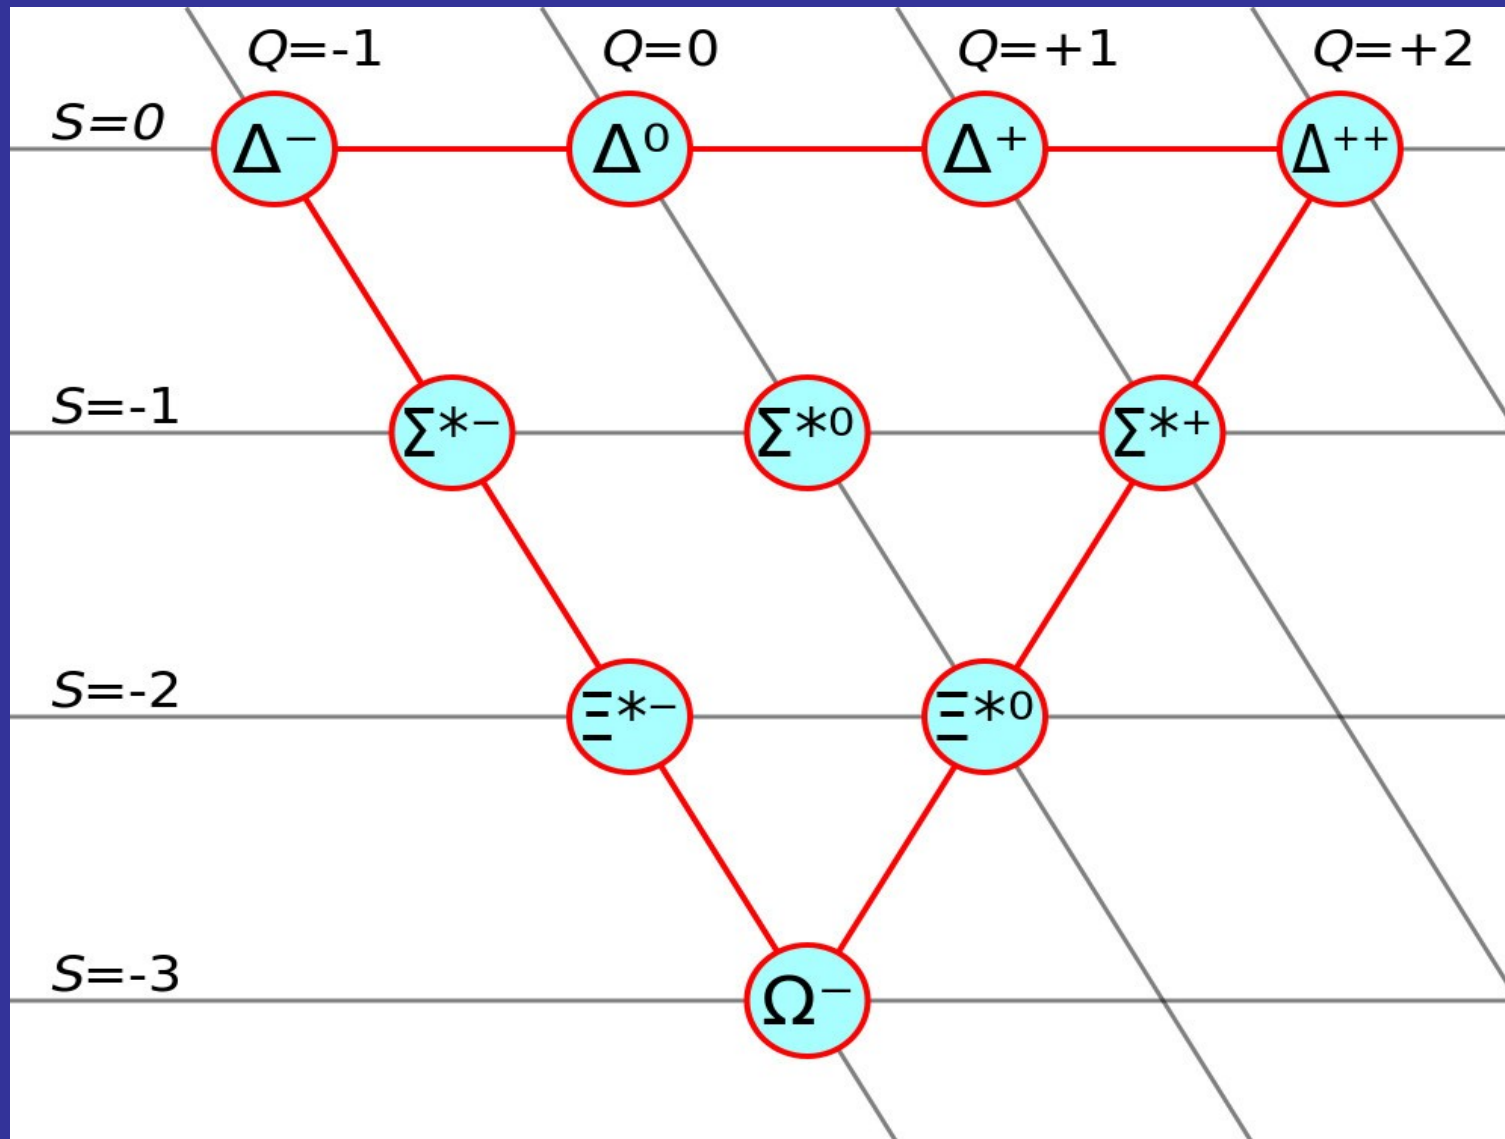 Q=-1 Q=0 Q=+1 Q=+2
S=0
Δ⁻ Δ⁰ Δ⁺ Δ⁺⁺
S=-1
Σ*⁻ Σ*⁰ Σ*⁺
S=-2
Ξ*⁻ Ξ*⁰
S=-3
Ω⁻